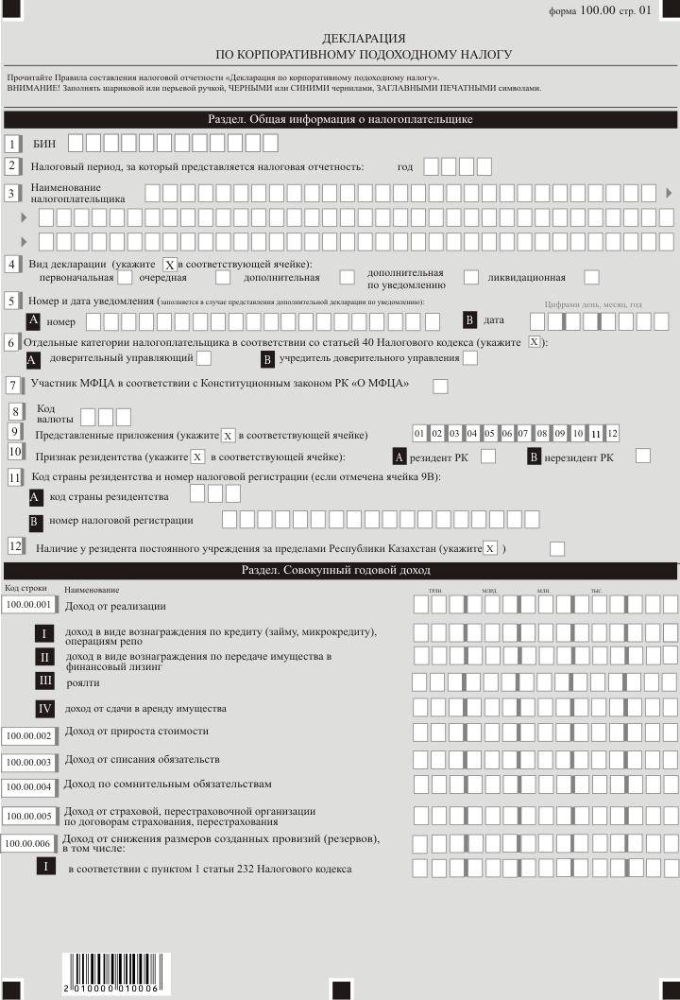 форма 100.00 стр. 01
ДЕКЛАРАЦИЯ
ПО КОРПОРАТИВНОМУ ПОДОХОДНОМУ НАЛОГУ
Прочитайте Правила составления налоговой отчетности «Декларация по корпоративному подоходному налогу».
ВНИМАНИЕ! Заполнять шариковой или перьевой ручкой, ЧЕРНЫМИ или СИНИМИ чернилами, ЗАГЛАВНЫМИ ПЕЧАТНЫМИ символами.
Раздел. Общая информация о налогоплательщике
1 БИН
2 Налоговый период, за который представляется налоговая отчетность: год
3 Наименование
налогоплательщика
4 Вид декларации (укажите X в соответствующей ячейке):
первоначальная очередная дополнительная дополнительная
по уведомлению ликвидационная
5 Номер и дата уведомления (заполняется в случае представления дополнительной декларации по уведомлению):
Цифрами день, месяц, год
A номер B дата
6 Отдельные категории налогоплательщика в соответствии со статьей 40 Налогового кодекса (укажите X ):
A доверительный управляющий B учредитель доверительного управления
7 Участник МФЦА в соответствии с Конституционным законом РК «О МФЦА»
8 Код
валюты
9 Представленные приложения (укажите X в соответствующей ячейке) 01 02 03 04 05 06 07 08 09 10 11 12
10 Признак резидентства (укажите X в соответствующей ячейке): A резидент РК B нерезидент РК
11 Код страны резидентства и номер налоговой регистрации (если отмечена ячейка 9В):
A код страны резидентства
B номер налоговой регистрации
12 Наличие у резидента постоянного учреждения за пределами Республики Казахстан (укажите X )
Раздел. Совокупный годовой доход
Код строки Наименование ТРЛН. МЛРД. МЛН. ТЫС.
100.00.001 Доход от реализации
I доход в виде вознаграждения по кредиту (займу, микрокредиту),
операциям репо
II доход в виде вознаграждения по передаче имущества в
финансовый лизинг
III роялти
IV доход от сдачи в аренду имущества
100.00.002 Доход от прироста стоимости
100.00.003 Доход от списания обязательств
100.00.004 Доход по сомнительным обязательствам
100.00.005 Доход от страховой, перестраховочной организации
по договорам страхования, перестрахования
100.00.006 Доход от снижения размеров созданных провизий (резервов),
в том числе:
I в соответствии с пунктом 1 статьи 232 Налогового кодекса
2 010000 010006